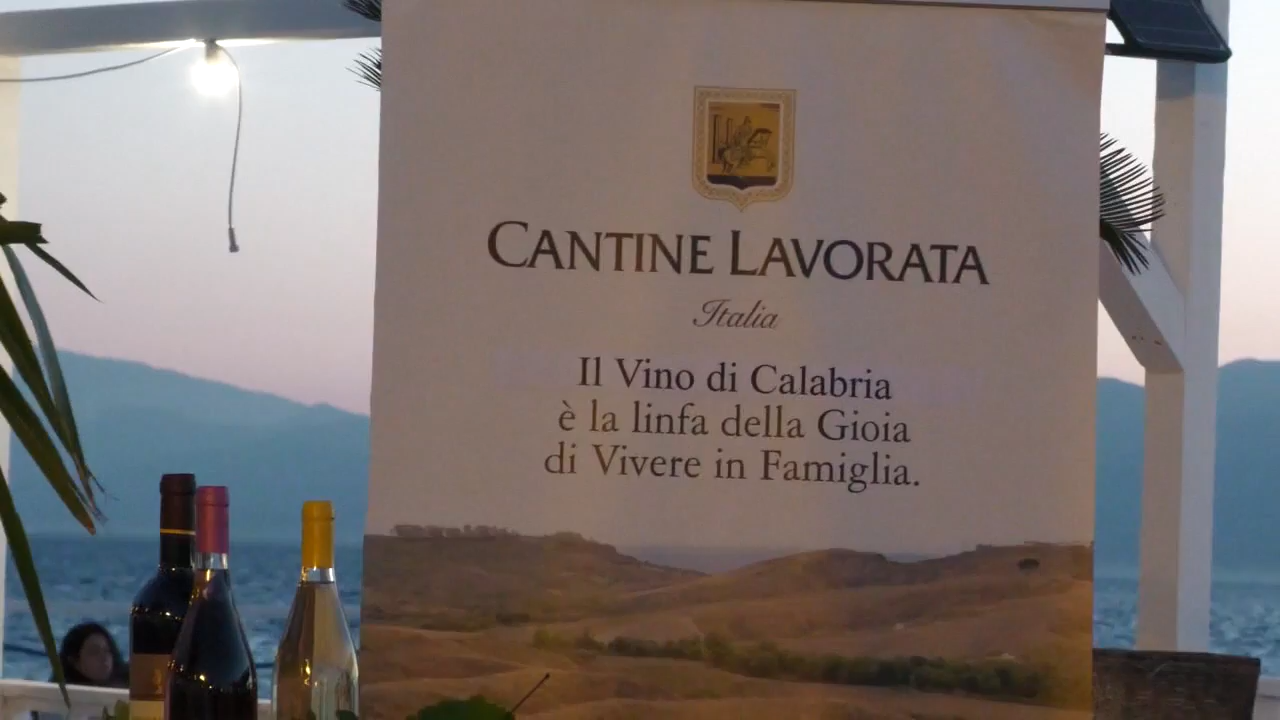 CANTINE LAVORATA
Italia
Il Vino di Calabria
è la linfa della Gioia
di Vivere in Famiglia.